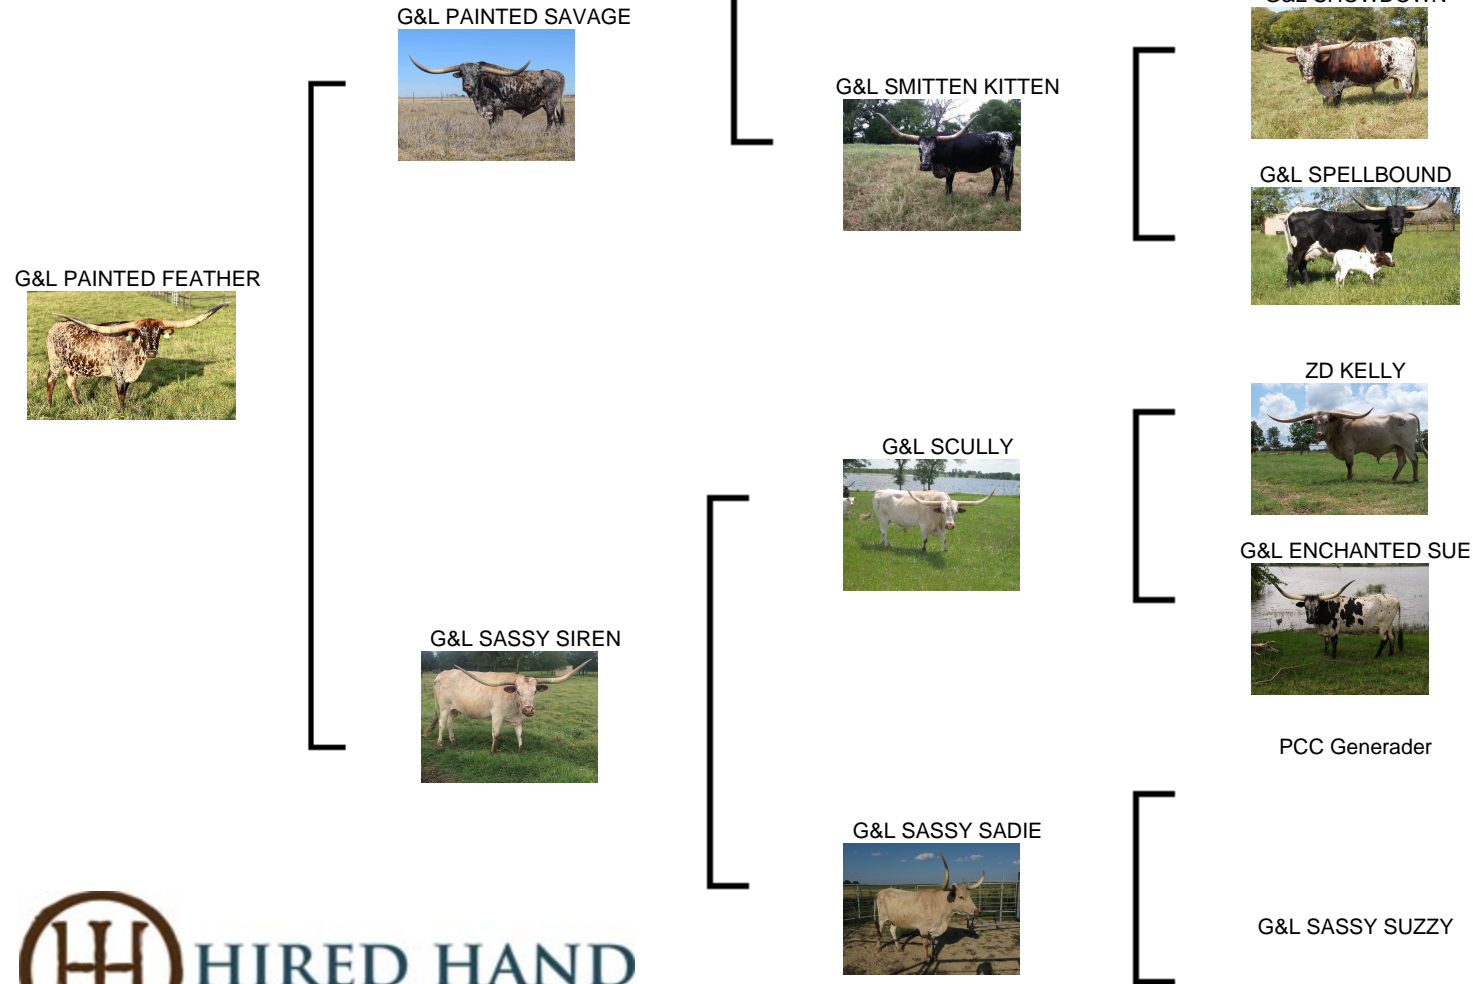 G&L PAINTED SAVAGE
G&L SMITTEN KITTEN
G&L SPELLBOUND
G&L PAINTED FEATHER
ZD KELLY
G&L SCULLY
G&L ENCHANTED SUE
G&L SASSY SIREN
PCC Generader
G&L SASSY SADIE
G&L SASSY SUZZY
HIRED HAND